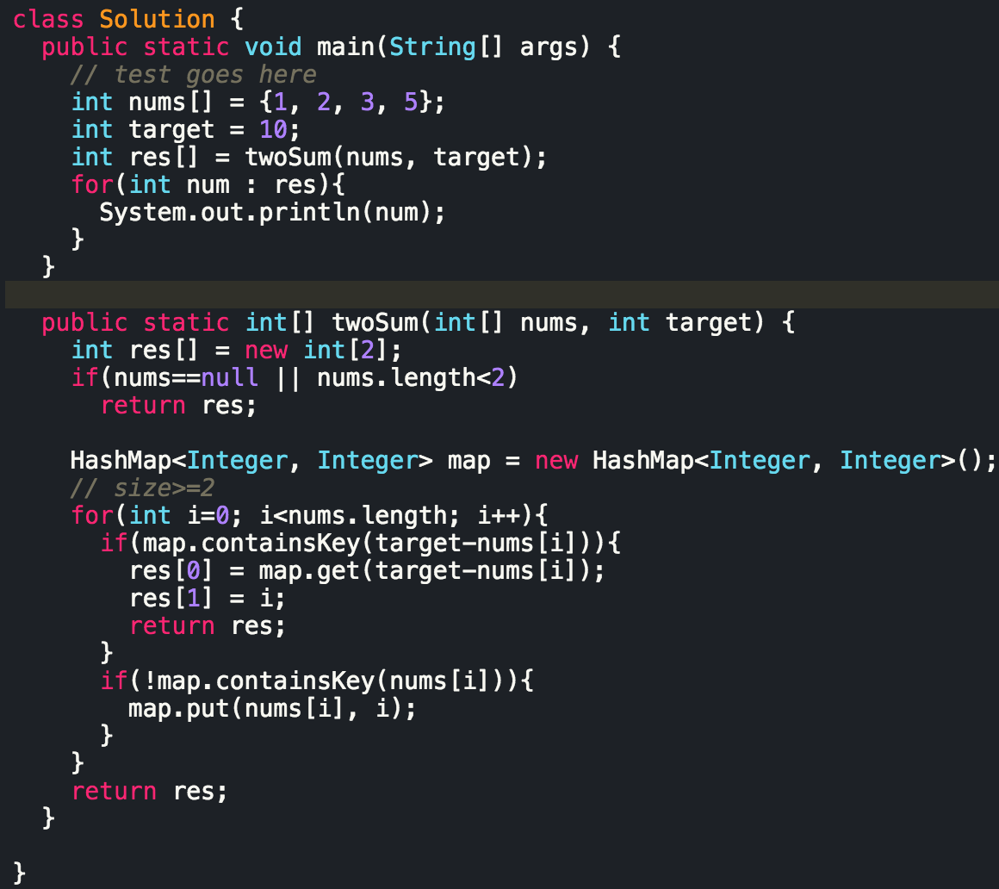 class Solution {
  public static void main(String[] args) {
    // test goes here
    int nums[] = {1, 2, 3, 5};
    int target = 10;
    int res[] = twoSum(nums, target);
    for(int num : res){
      System.out.println(num);
    }
  }

  public static int[] twoSum(int[] nums, int target) {
    int res[] = new int[2];
    if(nums==null || nums.length<2)
      return res;

    HashMap<Integer, Integer> map = new HashMap<Integer, Integer>();
    // size>=2
    for(int i=0; i<nums.length; i++){
      if(map.containsKey(target-nums[i])){
        res[0] = map.get(target-nums[i]);
        res[1] = i;
        return res;
      }
      if(!map.containsKey(nums[i])){
        map.put(nums[i], i);
      }
    }
    return res;
  }

}